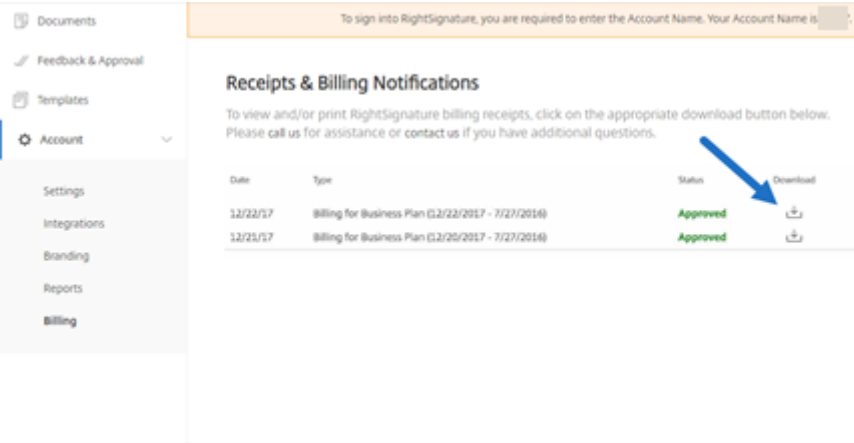 Documents
Feedback & Approval
Templates
Account
Settings
Integrations
Branding
Reports
Billing
To sign into RightSignature, you are required to enter the Account Name. Your Account Name is
Receipts & Billing Notifications
To view and/or print RightSignature billing receipts, click on the appropriate download button below.
Please call us for assistance or contact us if you have additional questions.
Date Type Status Download
12/22/17 Billing for Business Plan (12/22/2017 - 7/27/2016) Approved
12/21/17 Billing for Business Plan (12/20/2017 - 7/27/2016) Approved